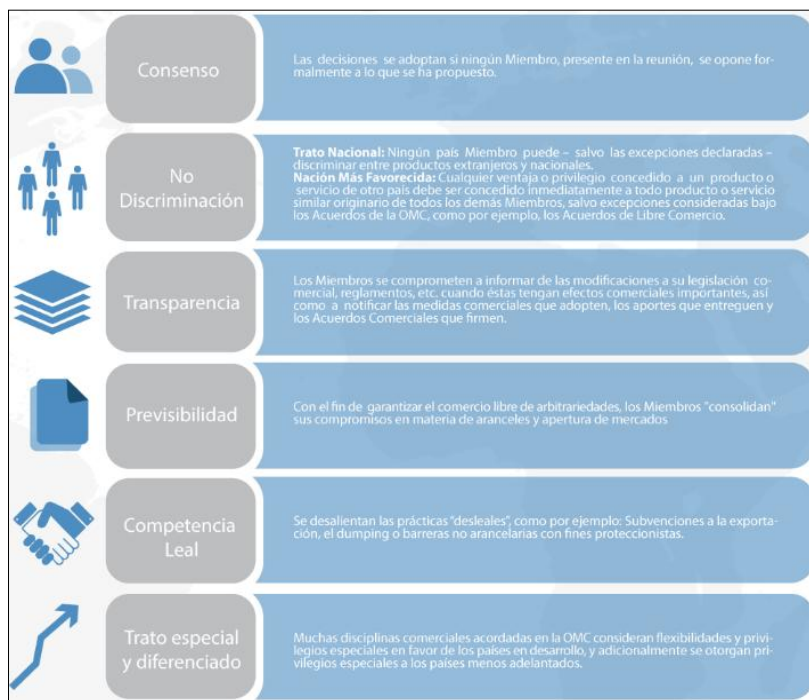 Consenso
Las decisiones se adoptan si ningún Miembro, presente en la reunión, se opone for-
malmente a lo que se ha propuesto.
No
Discriminación
Trato Nacional: Ningún país Miembro puede – salvo las excepciones declaradas –
discriminar entre productos extranjeros y nacionales.
Nación Más Favorecida: Cualquier ventaja o privilegio concedido a un producto o
servicio de otro país debe ser concedido inmediatamente a todo producto o servicio
similar originario de todos los demás Miembros, salvo excepciones consideradas bajo
los Acuerdos de la OMC, como por ejemplo, los Acuerdos de Libre Comercio.
Transparencia
Los Miembros se comprometen a informar de las modificaciones a su legislación co-
mercial, reglamentos, etc. cuando éstas tengan efectos comerciales importantes, así
como a notificar las medidas comerciales que adopten, los aportes que entreguen y
los Acuerdos Comerciales que firmen.
Previsibilidad
Con el fin de garantizar el comercio libre de arbitrariedades, los Miembros "consolidan"
sus compromisos en materia de aranceles y apertura de mercados
Competencia
Leal
Se desalientan las prácticas "desleales", como por ejemplo: Subvenciones a la exporta-
ción, el dumping o barreras no arancelarias con fines proteccionistas.
Trato especial
y diferenciado
Muchas disciplinas comerciales acordadas en la OMC consideran flexibilidades y privi-
legios especiales en favor de los países en desarrollo, y adicionalmente se otorgan pri-
vilegios especiales a los países menos adelantados.